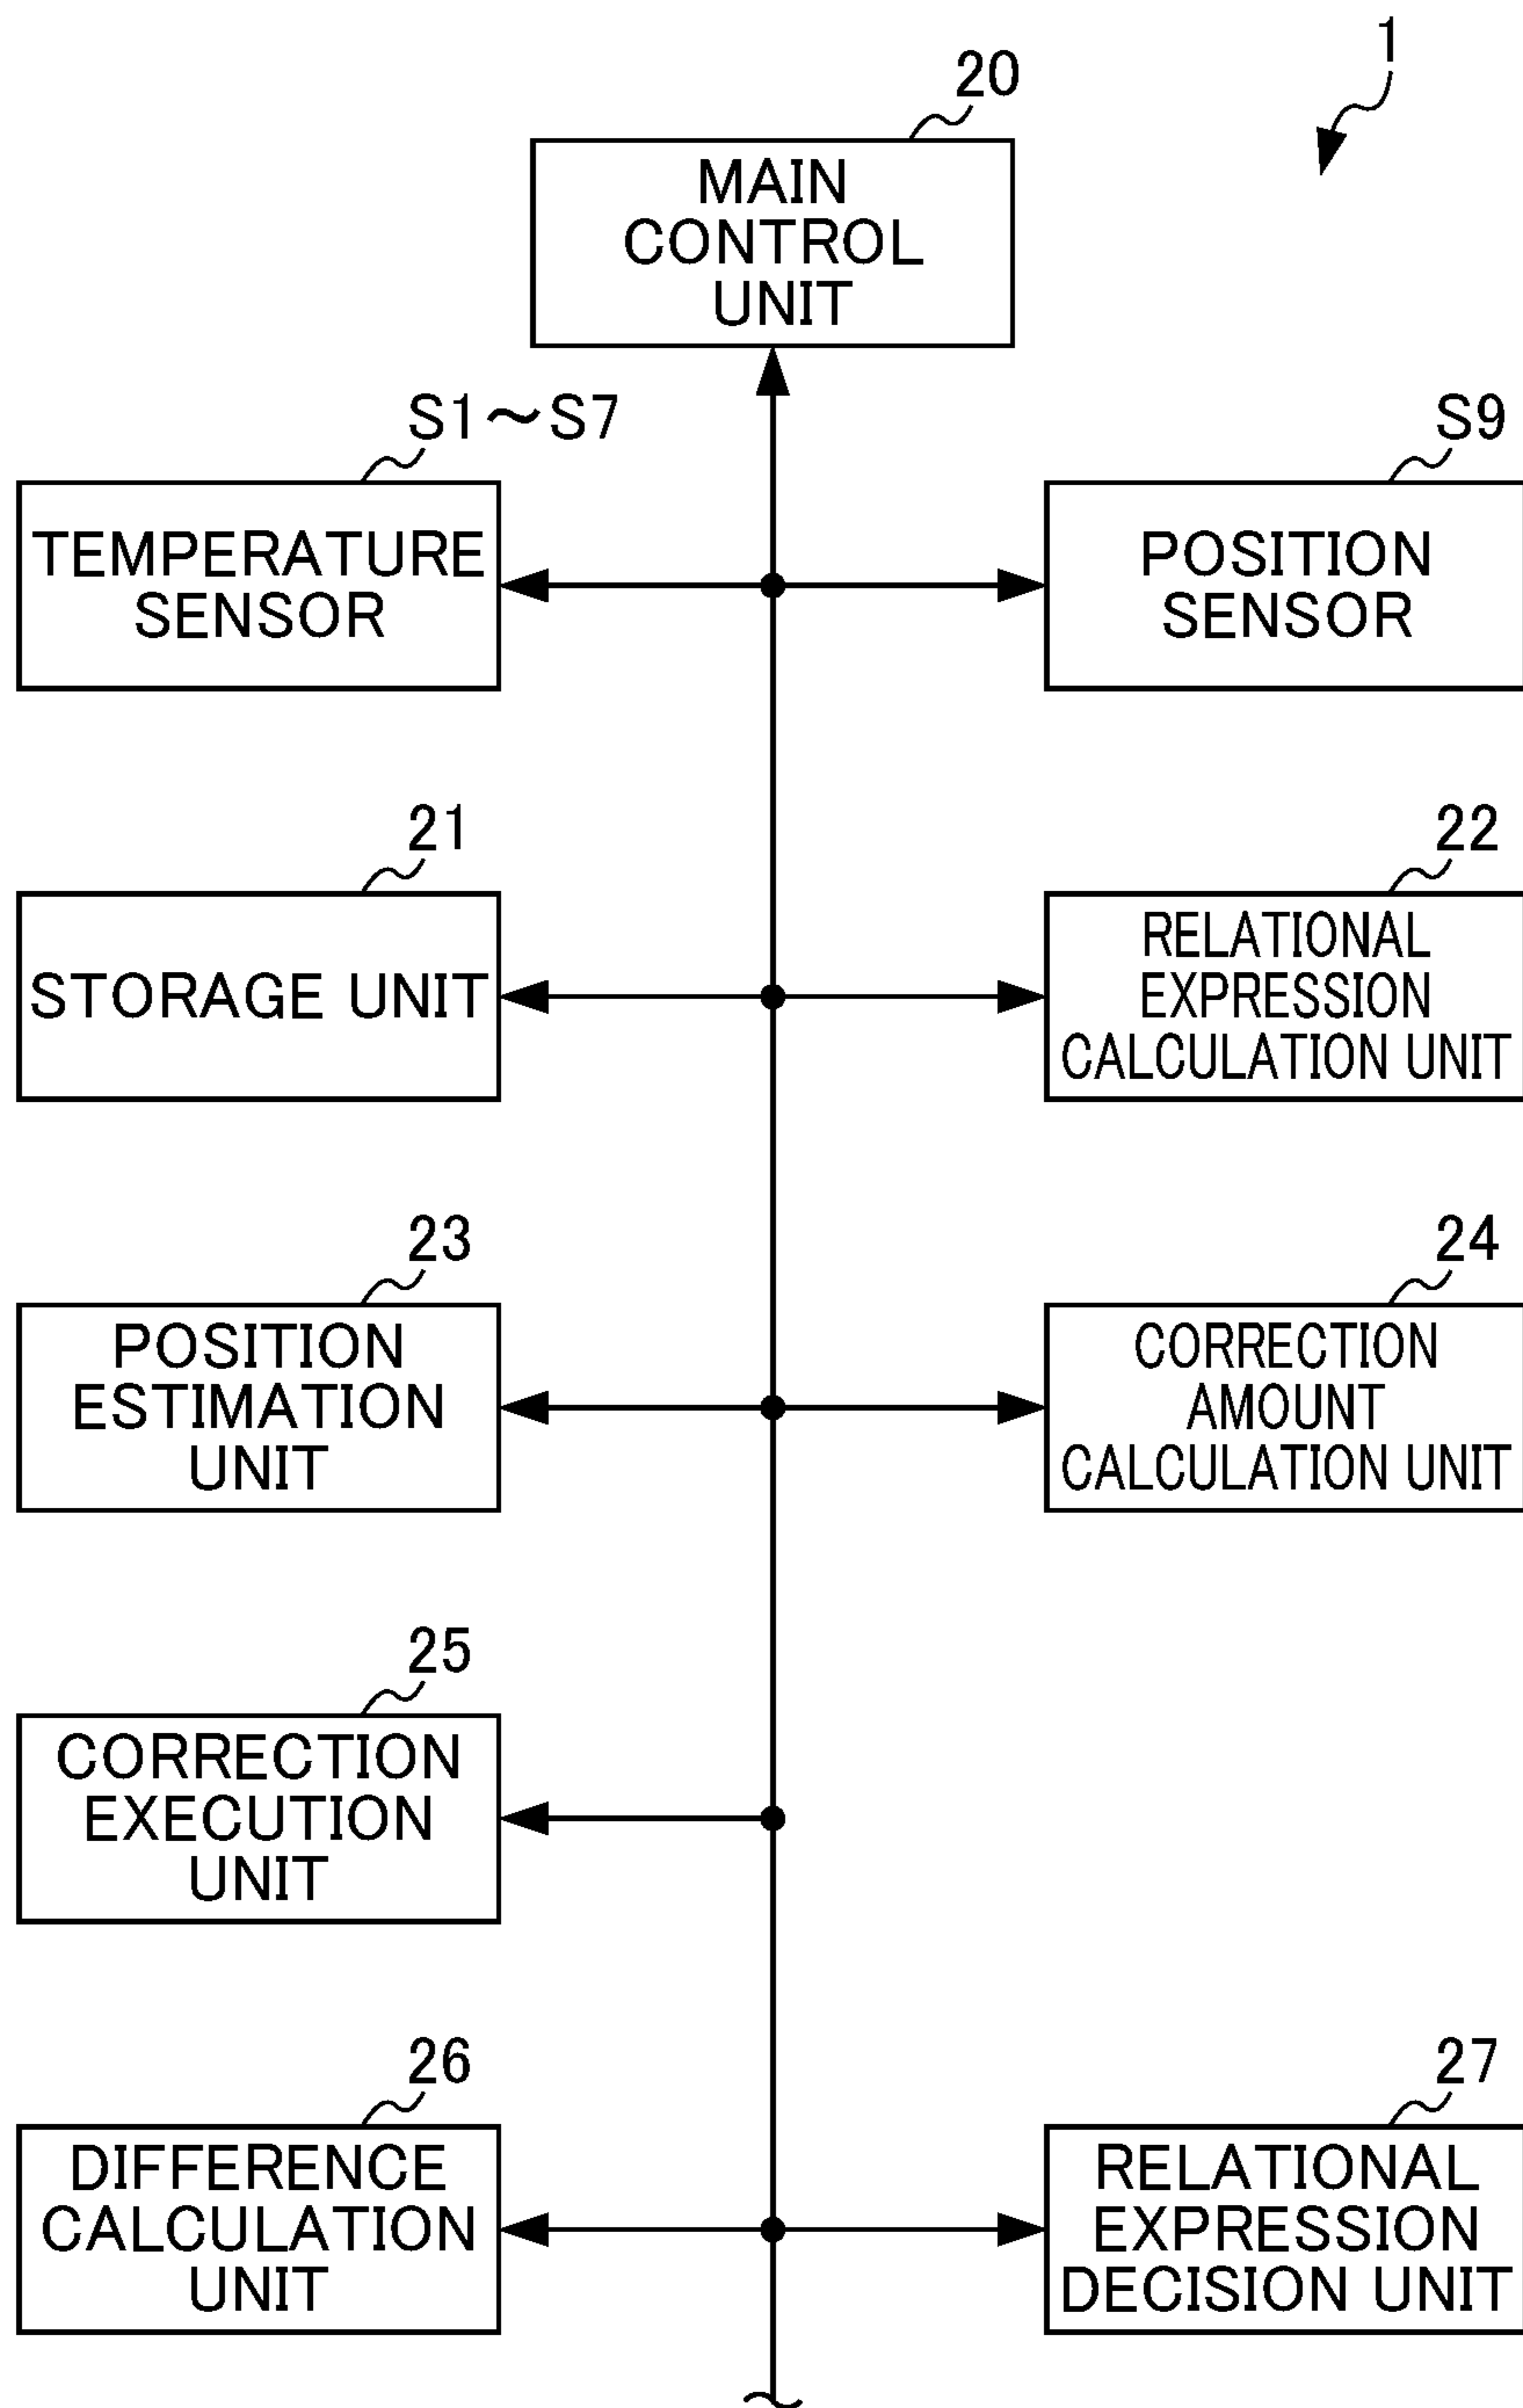 1
20
MAIN
CONTROL
UNIT
S1～S7
TEMPERATURE
SENSOR
S9
POSITION
SENSOR
21
STORAGE UNIT
22
RELATIONAL
EXPRESSION
CALCULATION UNIT
23
POSITION
ESTIMATION
UNIT
24
CORRECTION
AMOUNT
CALCULATION UNIT
25
CORRECTION
EXECUTION
UNIT
26
DIFFERENCE
CALCULATION
UNIT
27
RELATIONAL
EXPRESSION
DECISION UNIT